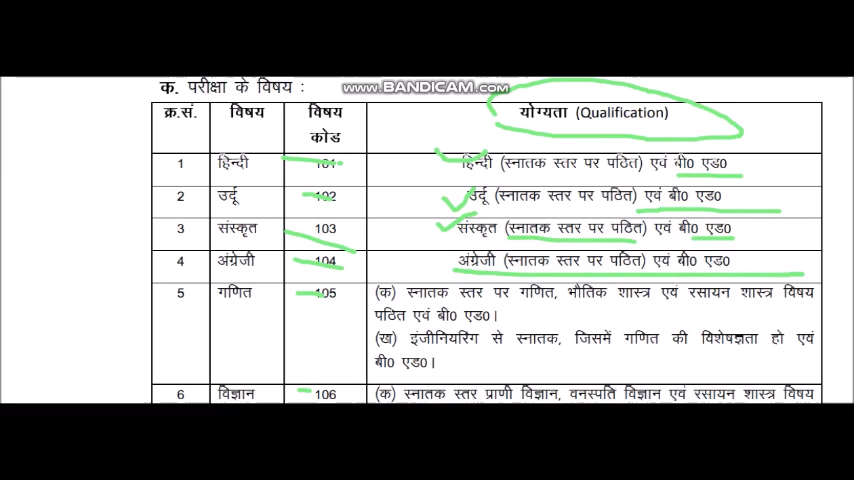 www.BANDICAM.com
क. परीक्षा के विषय :
क्र.सं. विषय विषय कोड योग्यता (Qualification)
1 हिन्दी 101 हिन्दी (स्नातक स्तर पर पठित) एवं बी0 एड0
2 उर्दू 102 उर्दू (स्नातक स्तर पर पठित) एवं बी0 एड0
3 संस्कृत 103 संस्कृत (स्नातक स्तर पर पठित) एवं बी0 एड0
4 अंग्रेजी 104 अंग्रेजी (स्नातक स्तर पर पठित) एवं बी0 एड0
5 गणित 105 (क) स्नातक स्तर पर गणित, भौतिक शास्त्र एवं रसायन शास्त्र विषय
पठित एवं बी0 एड0।
(ख) इंजीनियरिंग से स्नातक, जिसमें गणित की विशेषज्ञता हो एवं
बी0 एड0।
6 विज्ञान 106 (क) स्नातक स्तर प्राणी विज्ञान, वनस्पति विज्ञान एवं रसायन शास्त्र विषय